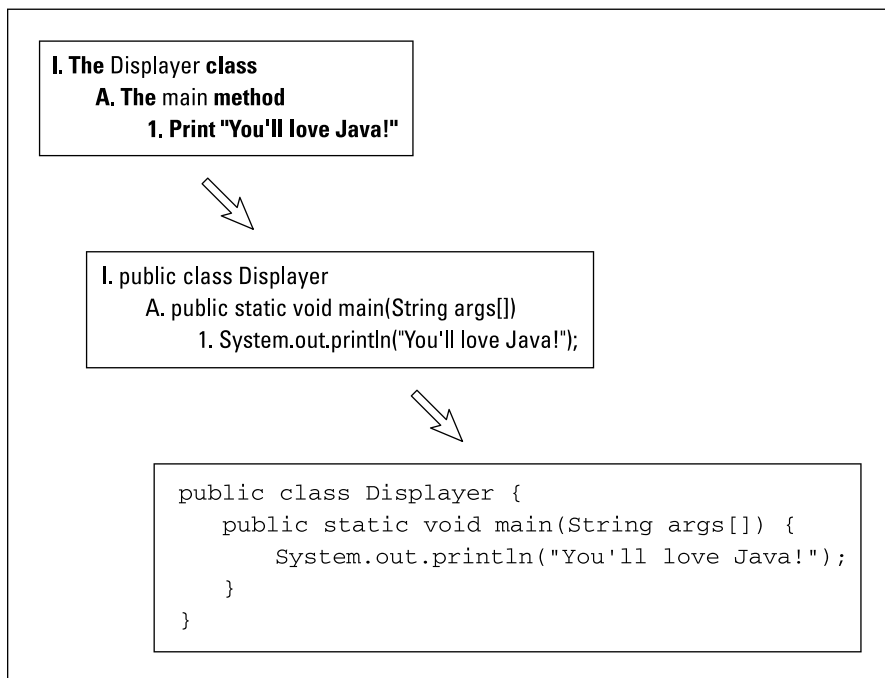 I. The Displayer class
A. The main method
1. Print "You'll love Java!"
I. public class Displayer
A. public static void main(String args[])
1. System.out.println("You'll love Java!");
public class Displayer {
public static void main(String args[]) {
System.out.println("You'll love Java!");
}
}